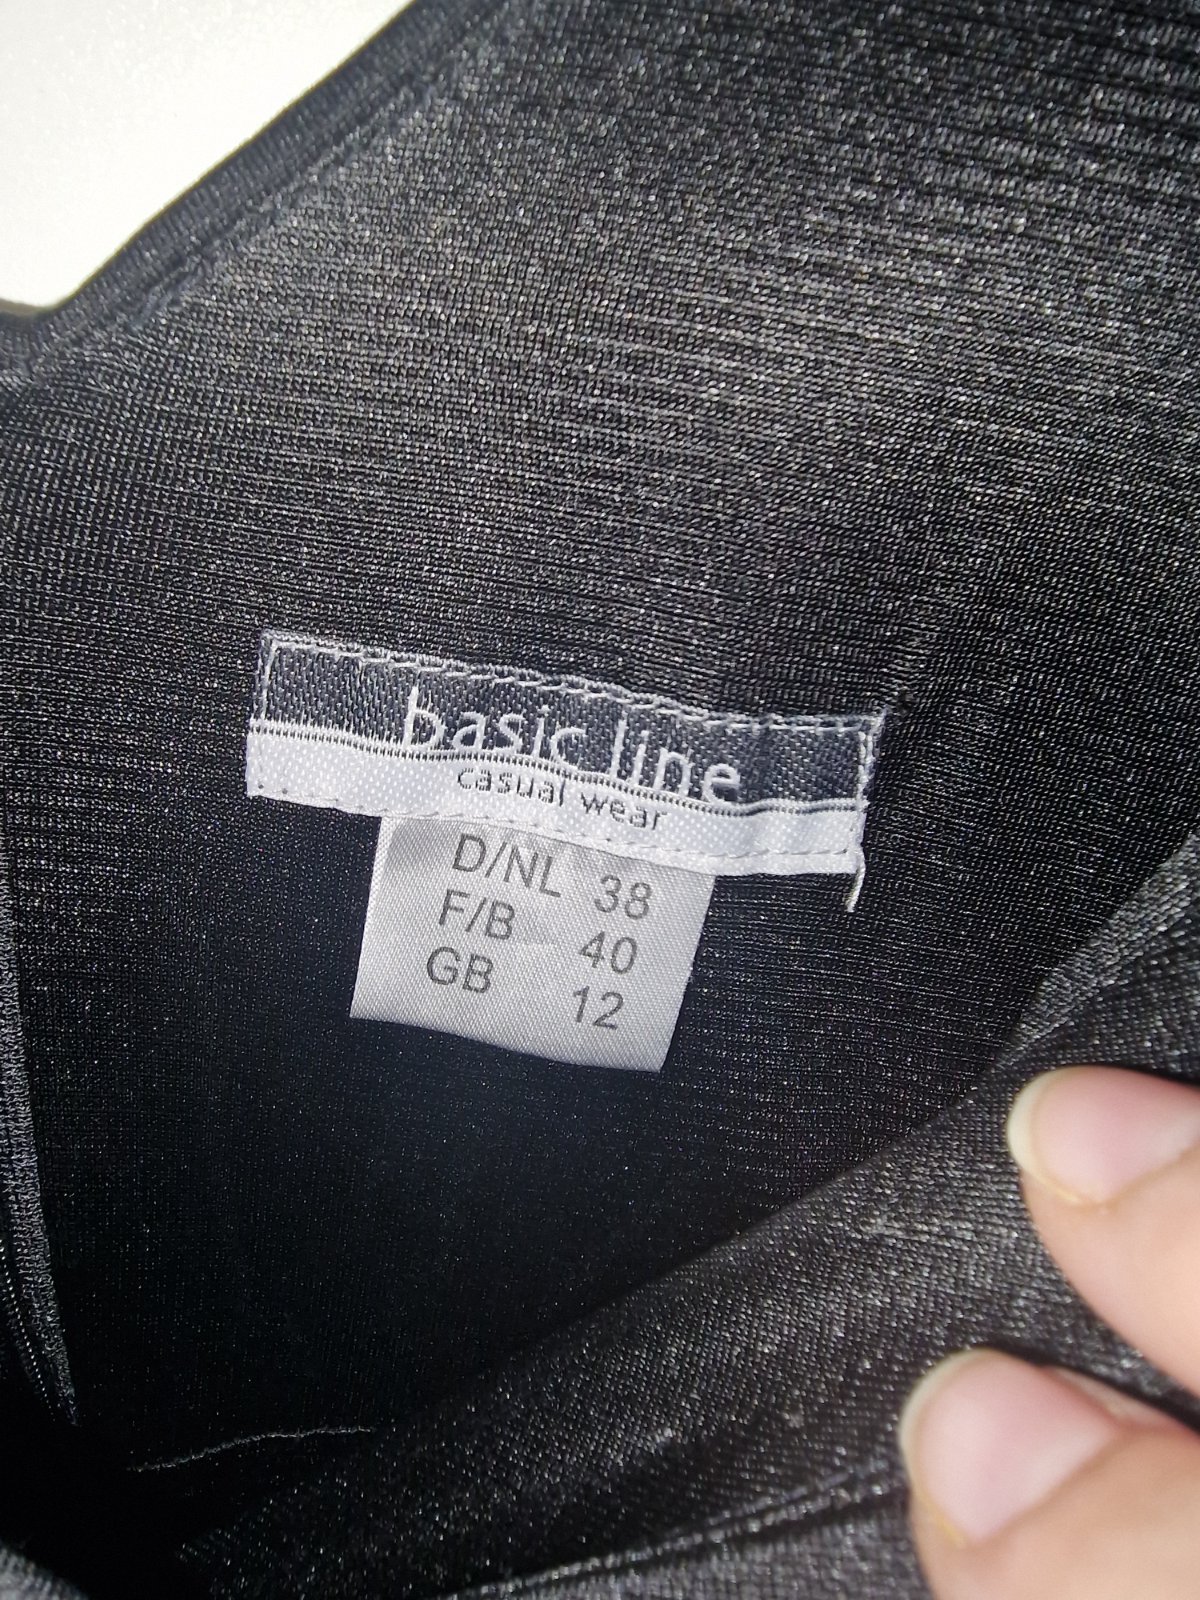 basic line
casual wear
D/NL 38
F/B 40
GB 12